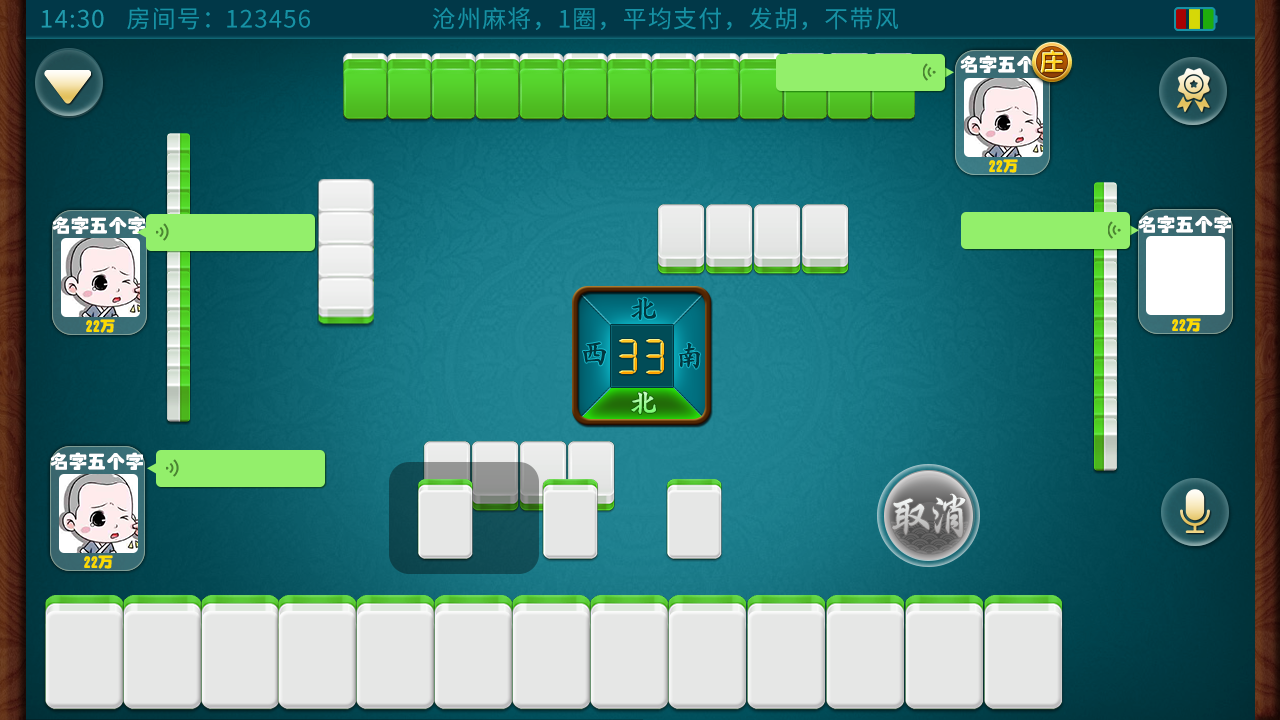 14:30 房间号：123456 沧州麻将，1圈，平均支付，发胡，不带风
名字五个
庄
22万
名字五个字
22万
名字五个字
22万
北
西
33
南
北
名字五个字
22万
取消